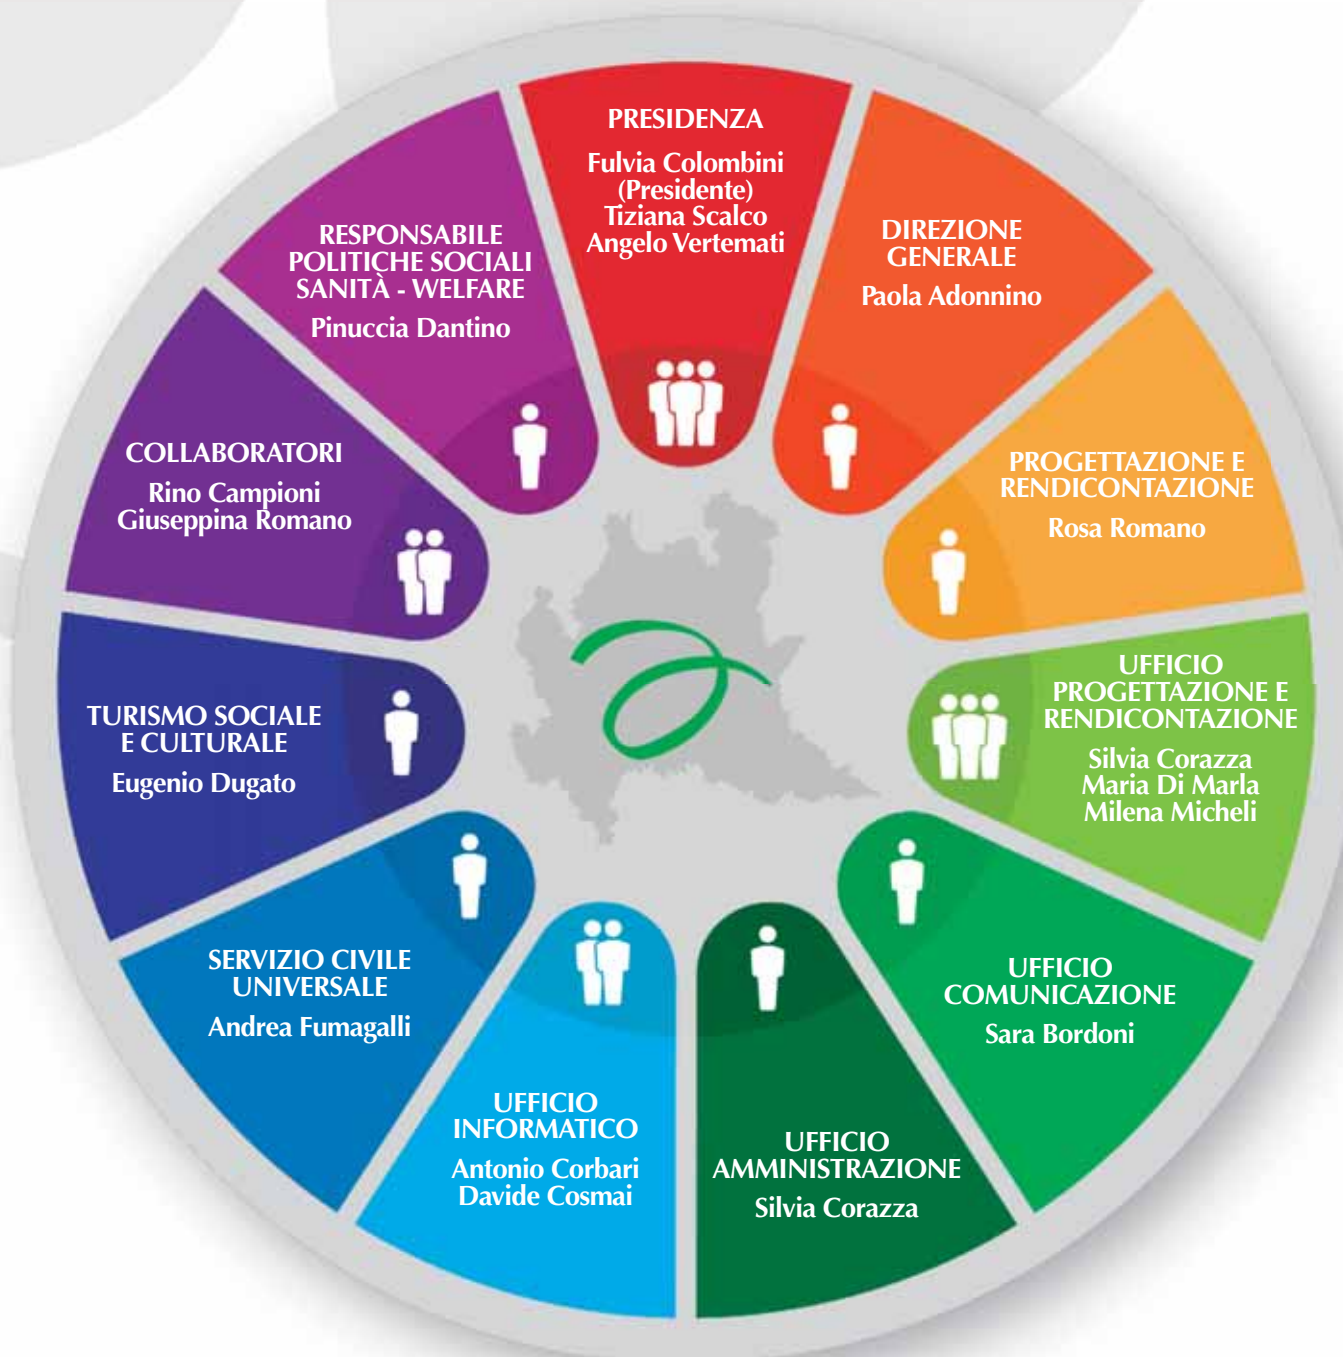 PRESIDENZA
Fulvia Colombini
(Presidente)
Tiziana Scalco
Angelo Vertemati
DIREZIONE
GENERALE
Paola Adonnino
PROGETTAZIONE E
RENDICONTAZIONE
Rosa Romano
UFFICIO
PROGETTAZIONE E
RENDICONTAZIONE
Silvia Corazza
Maria Di Marla
Milena Micheli
UFFICIO
COMUNICAZIONE
Sara Bordoni
UFFICIO
AMMINISTRAZIONE
Silvia Corazza
UFFICIO
INFORMATICO
Antonio Corbari
Davide Cosmai
SERVIZIO CIVILE
UNIVERSALE
Andrea Fumagalli
TURISMO SOCIALE
E CULTURALE
Eugenio Dugato
COLLABORATORI
Rino Campioni
Giuseppina Romano
RESPONSABILE
POLITICHE SOCIALI
SANITÀ - WELFARE
Pinuccia Dantino